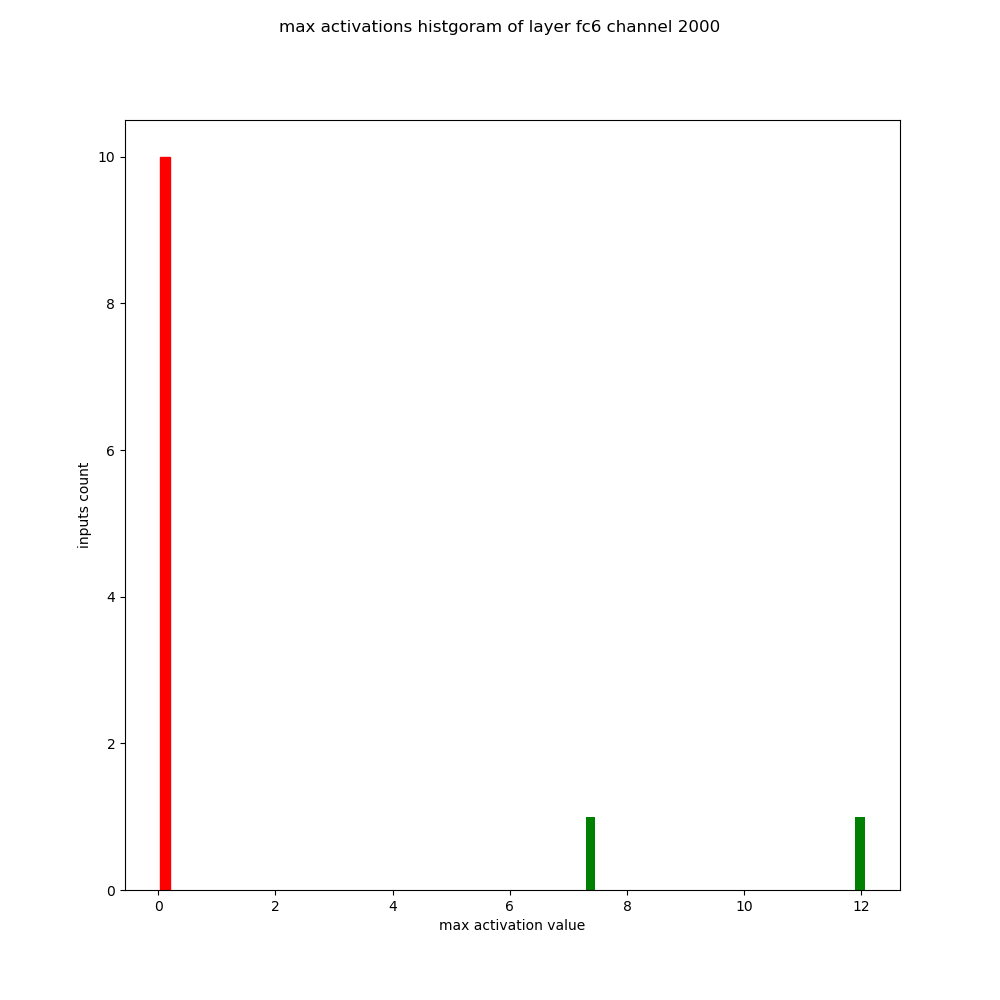 max activations histgoram of layer fc6 channel 2000
10
8
6
4
2
0
inputs count
0 2 4 6 8 10 12
max activation value